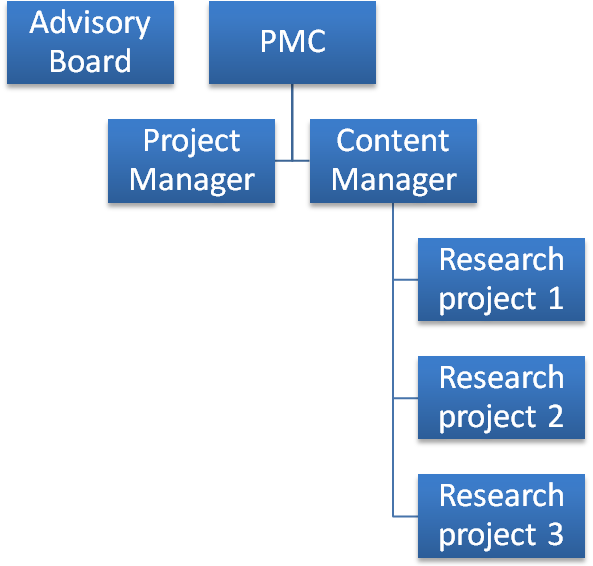 Advisory
Board
PMC
Project
Manager
Content
Manager
Research
project 1
Research
project 2
Research
project 3